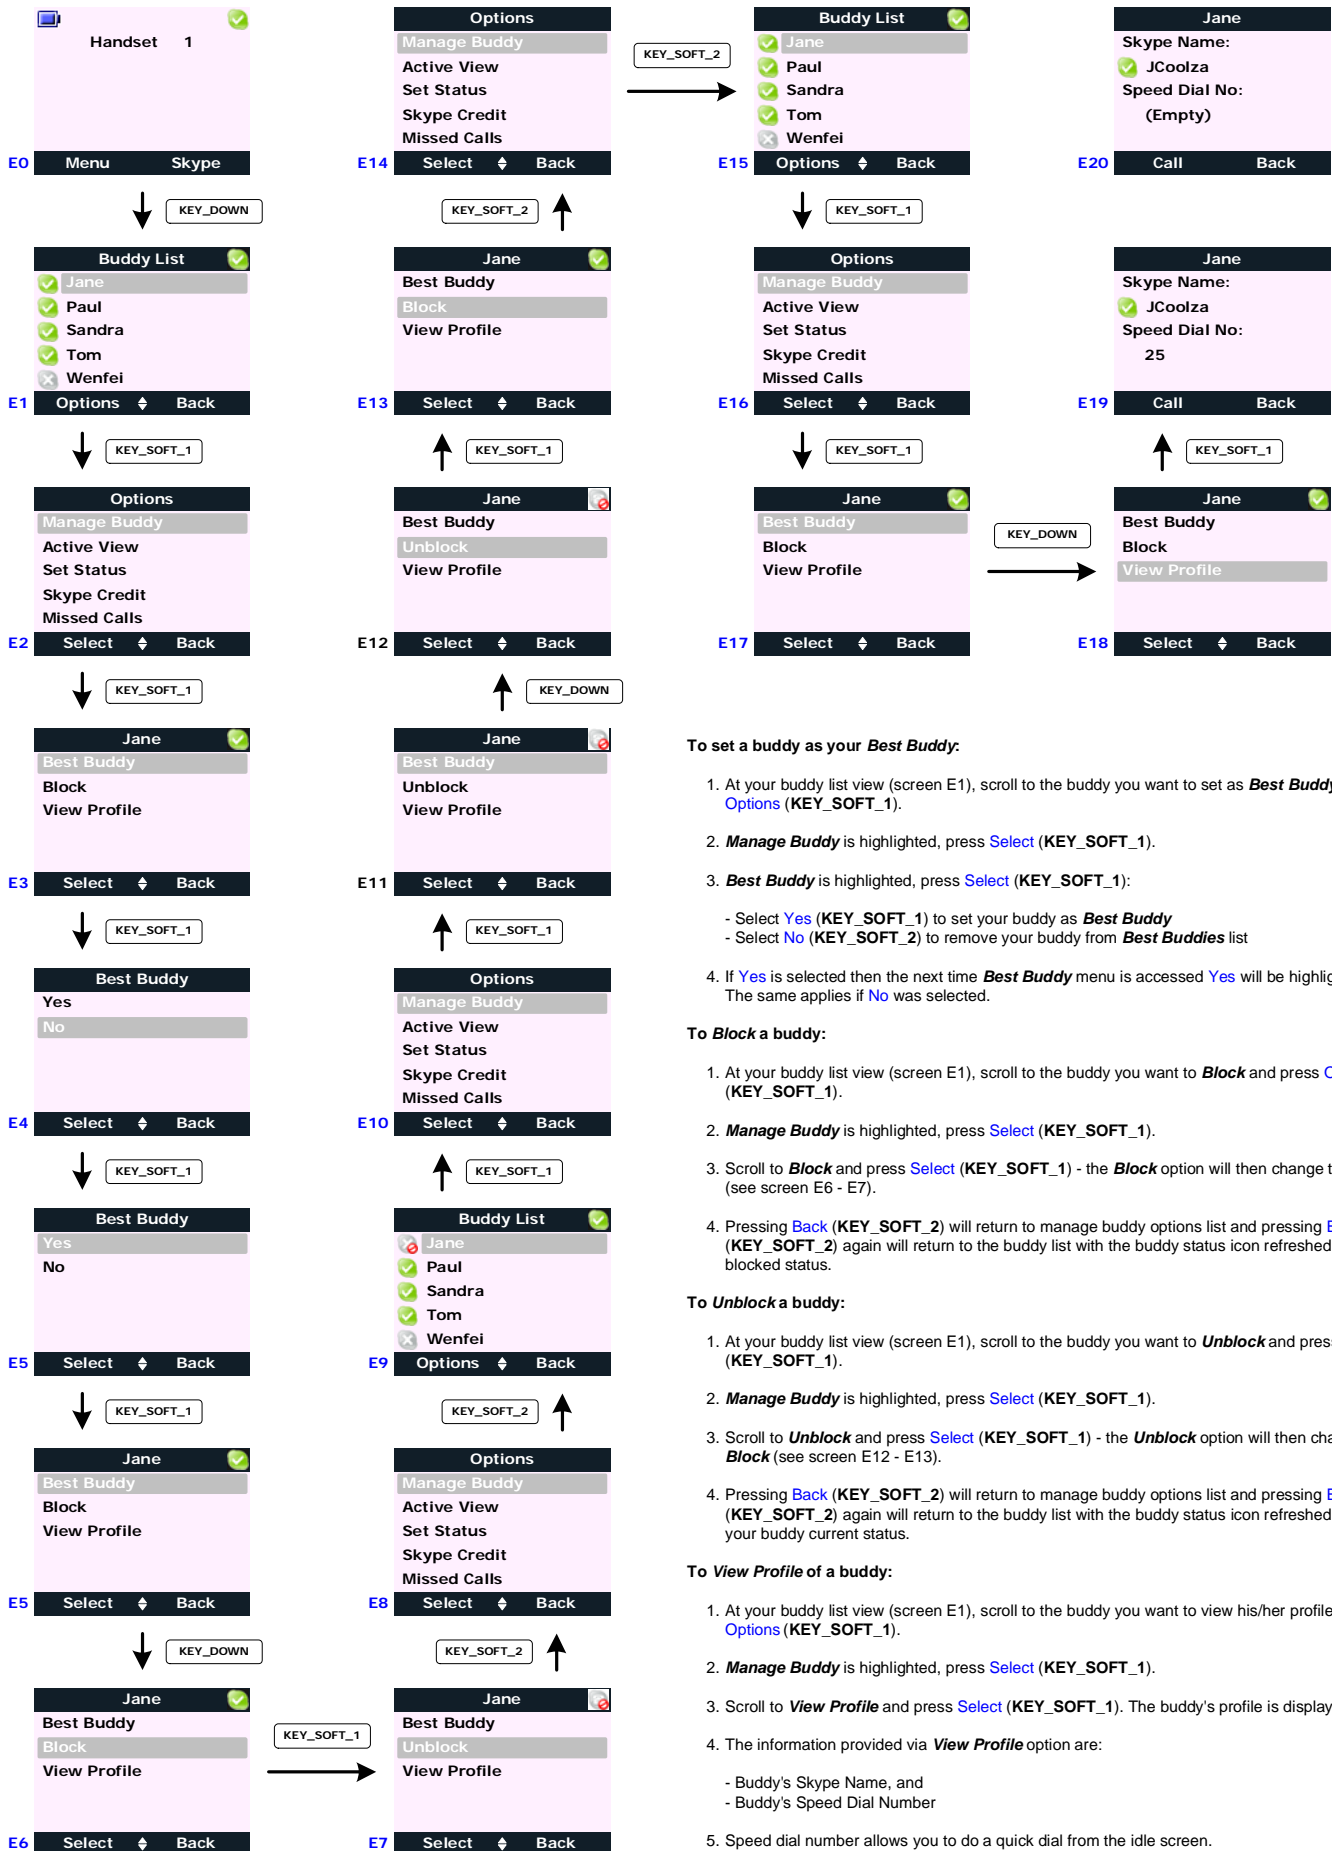 Handset 1
E0 Menu Skype
KEY_DOWN
Buddy List
Jane
Paul
Sandra
Tom
Wenfei
E1 Options Back
KEY_SOFT_1
Options
Manage Buddy
Active View
Set Status
Skype Credit
Missed Calls
E2 Select Back
KEY_SOFT_1
Jane
Best Buddy
Block
View Profile
E3 Select Back
KEY_SOFT_1
Best Buddy
Yes
No
E4 Select Back
KEY_SOFT_1
Best Buddy
Yes
No
E5 Select Back
KEY_SOFT_1
Jane
Best Buddy
Block
View Profile
E5 Select Back
KEY_DOWN
Jane
Best Buddy
Block
View Profile
E6 Select Back
KEY_SOFT_1
Jane
Best Buddy
Unblock
View Profile
E7 Select Back
KEY_SOFT_2
Options
Manage Buddy
Active View
Set Status
Skype Credit
Missed Calls
E8 Select Back
KEY_SOFT_2
Buddy List
Jane
Paul
Sandra
Tom
Wenfei
E9 Options Back
KEY_SOFT_1
Options
Manage Buddy
Active View
Set Status
Skype Credit
Missed Calls
E10 Select Back
KEY_SOFT_1
Jane
Best Buddy
Unblock
View Profile
E11 Select Back
KEY_DOWN
Jane
Best Buddy
Unblock
View Profile
E12 Select Back
KEY_SOFT_1
Jane
Best Buddy
Block
View Profile
E13 Select Back
KEY_SOFT_2
Options
Manage Buddy
Active View
Set Status
Skype Credit
Missed Calls
E14 Select Back
KEY_SOFT_2
Buddy List
Jane
Paul
Sandra
Tom
Wenfei
E15 Options Back
KEY_SOFT_1
Options
Manage Buddy
Active View
Set Status
Skype Credit
Missed Calls
E16 Select Back
KEY_SOFT_1
Jane
Best Buddy
Block
View Profile
E17 Select Back
KEY_DOWN
Jane
Best Buddy
Block
View Profile
E18 Select Back
KEY_SOFT_1
Jane
Skype Name:
JCoolza
Speed Dial No:
25
E19 Call Back
Jane
Skype Name:
JCoolza
Speed Dial No:
(Empty)
E20 Call Back
To set a buddy as your Best Buddy:
1. At your buddy list view (screen E1), scroll to the buddy you want to set as Best Buddy
Options (KEY_SOFT_1).
2. Manage Buddy is highlighted, press Select (KEY_SOFT_1).
3. Best Buddy is highlighted, press Select (KEY_SOFT_1):
- Select Yes (KEY_SOFT_1) to set your buddy as Best Buddy
- Select No (KEY_SOFT_2) to remove your buddy from Best Buddies list
4. If Yes is selected then the next time Best Buddy menu is accessed Yes will be
The same applies if No was selected.
To Block a buddy:
1. At your buddy list view (screen E1), scroll to the buddy you want to Block and press
(KEY_SOFT_1).
2. Manage Buddy is highlighted, press Select (KEY_SOFT_1).
3. Scroll to Block and press Select (KEY_SOFT_1) - the Block option will then change
(see screen E6 - E7).
4. Pressing Back (KEY_SOFT_2) will return to manage buddy options list and pressing
(KEY_SOFT_2) again will return to the buddy list with the buddy status icon refreshed
blocked status.
To Unblock a buddy:
1. At your buddy list view (screen E1), scroll to the buddy you want to Unblock and
(KEY_SOFT_1).
2. Manage Buddy is highlighted, press Select (KEY_SOFT_1).
3. Scroll to Unblock and press Select (KEY_SOFT_1) - the Unblock option will then
Block (see screen E12 - E13).
4. Pressing Back (KEY_SOFT_2) will return to manage buddy options list and pressing
(KEY_SOFT_2) again will return to the buddy list with the buddy status icon refreshed
your buddy current status.
To View Profile of a buddy:
1. At your buddy list view (screen E1), scroll to the buddy you want to view his/her profile
Options (KEY_SOFT_1).
2. Manage Buddy is highlighted, press Select (KEY_SOFT_1).
3. Scroll to View Profile and press Select (KEY_SOFT_1). The buddy's profile is display
4. The information provided via View Profile option are:
- Buddy's Skype Name, and
- Buddy's Speed Dial Number
5. Speed dial number allows you to do a quick dial from the idle screen.